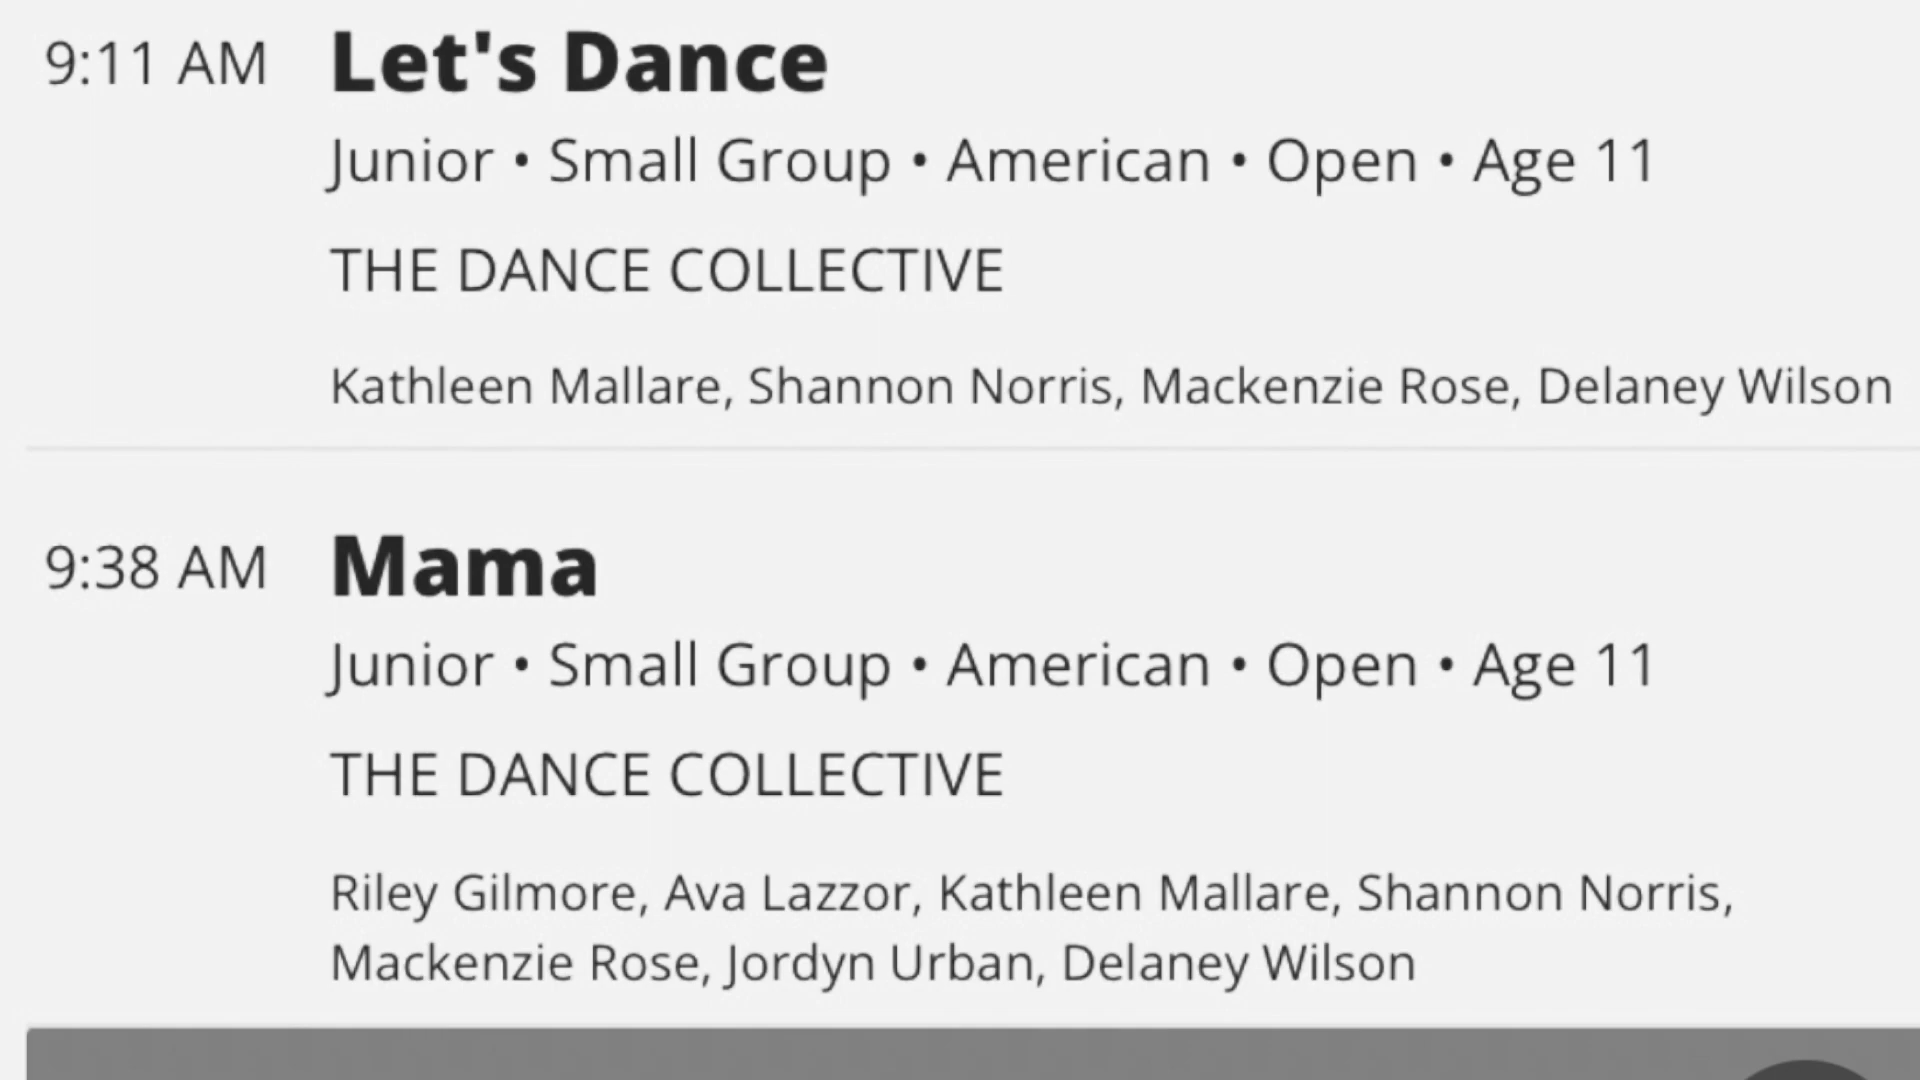 9:11 AM Let's Dance
Junior • Small Group • American • Open • Age 11
THE DANCE COLLECTIVE
Kathleen Mallare, Shannon Norris, Mackenzie Rose, Delaney Wilson
9:38 AM Mama
Junior • Small Group • American • Open • Age 11
THE DANCE COLLECTIVE
Riley Gilmore, Ava Lazzor, Kathleen Mallare, Shannon Norris,
Mackenzie Rose, Jordyn Urban, Delaney Wilson